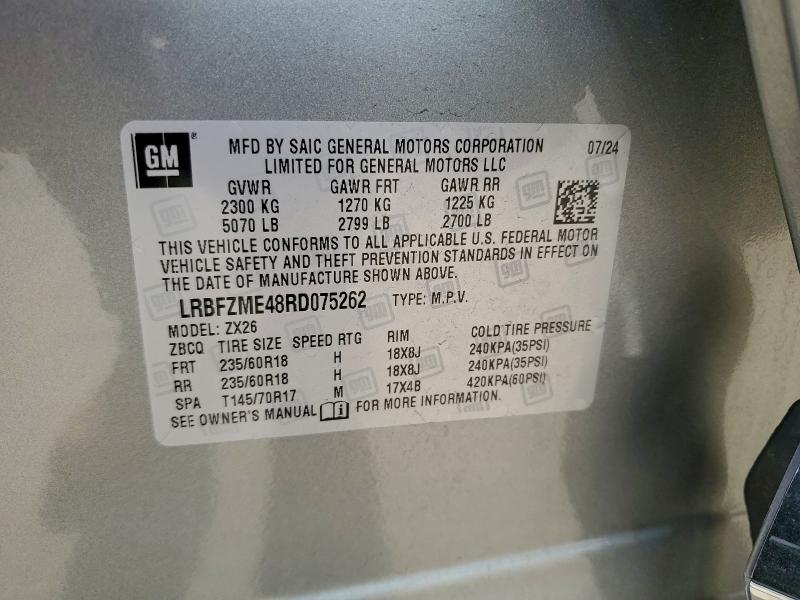 GM
MFD BY SAIC GENERAL MOTORS CORPORATION 07/24
LIMITED FOR GENERAL MOTORS LLC
GVWR GAWR FRT GAWR RR
2300 KG 1270 KG 1225 KG
5070 LB 2799 LB 2700 LB
THIS VEHICLE CONFORMS TO ALL APPLICABLE U.S. FEDERAL MOTOR
VEHICLE SAFETY AND THEFT PREVENTION STANDARDS IN EFFECT ON
THE DATE OF MANUFACTURE SHOWN ABOVE.
LRBFZME48RD075262 TYPE: M.P.V.
MODEL: ZX26
ZBCQ TIRE SIZE SPEED RTG RIM COLD TIRE PRESSURE
FRT 235/60R18 H 18X8J 240KPA(35PSI)
RR 235/60R18 H 18X8J 240KPA(35PSI)
SPA T145/70R17 M 17X4B 420KPA(60PSI)
SEE OWNER'S MANUAL FOR MORE INFORMATION.